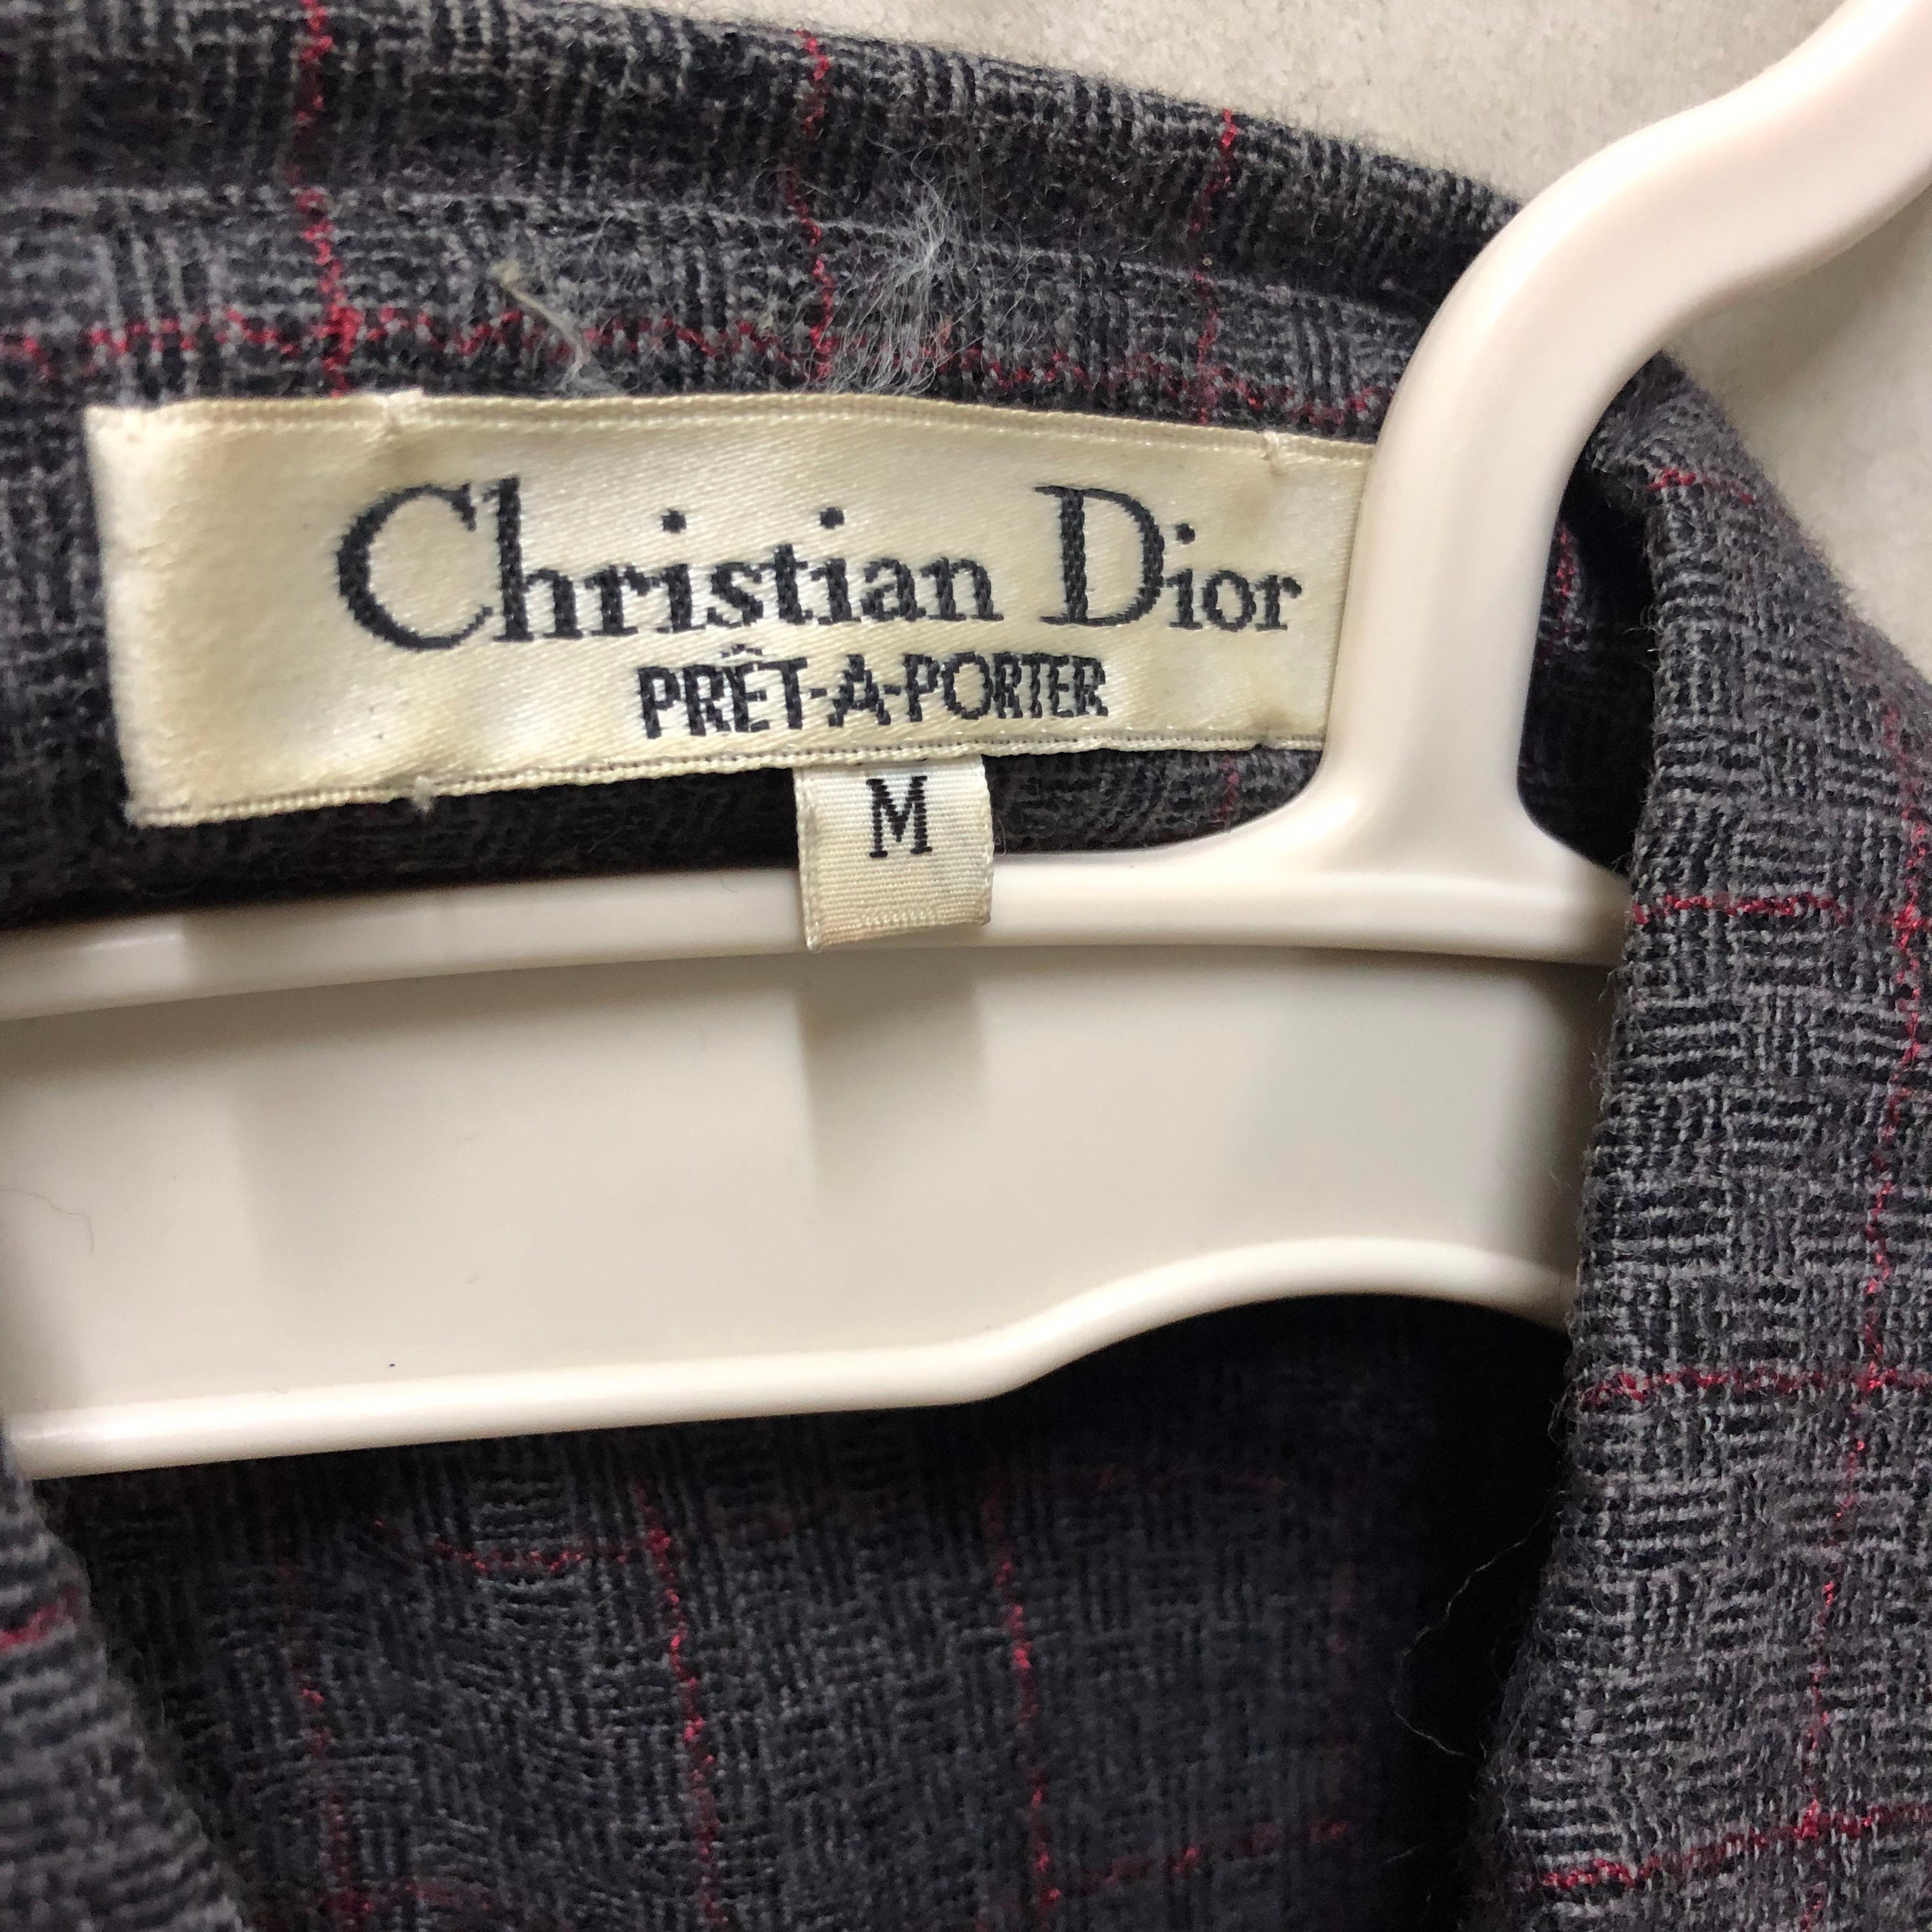 Christian Dior
PRÊT-A-PORTER
M